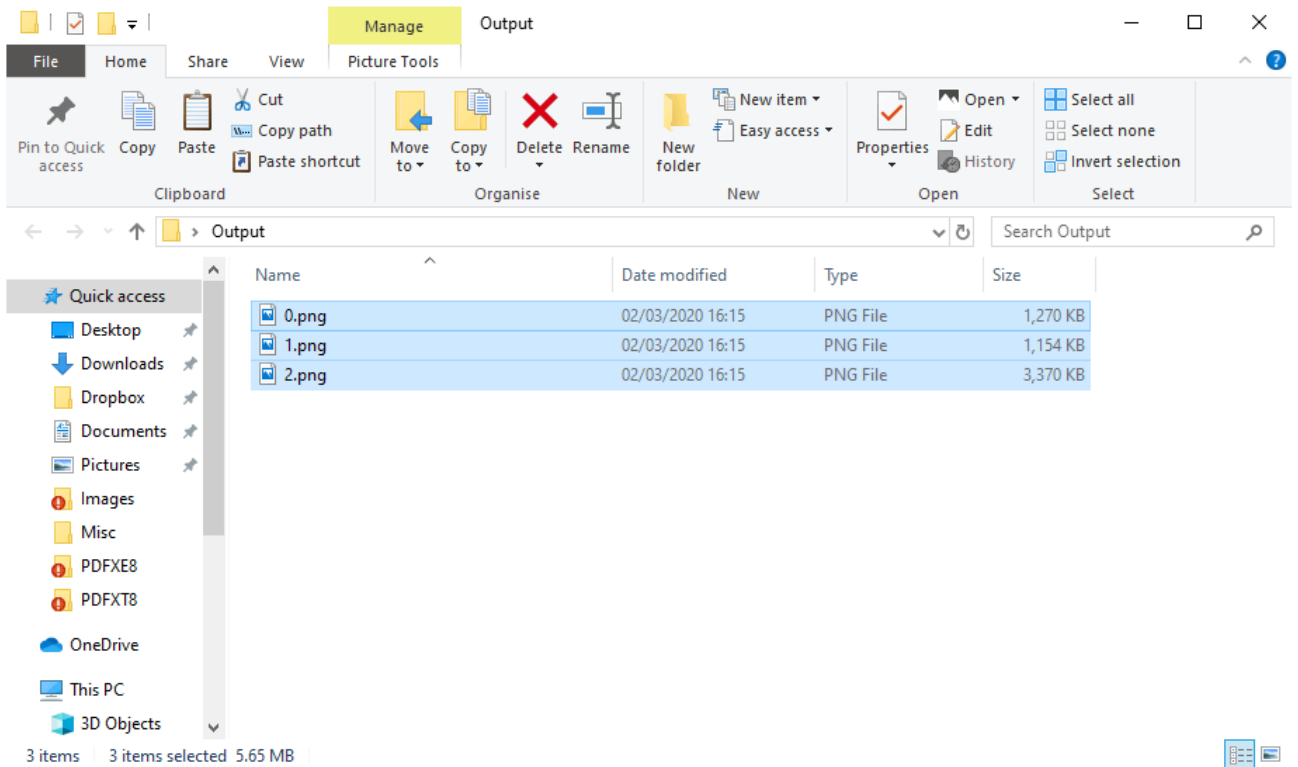 Manage Output
File Home Share View Picture Tools
Pin to Quick access
Copy
Paste
Cut
Copy path
Paste shortcut
Clipboard
Move to
Copy to
Delete
Rename
Organise
New folder
New item
Easy access
New
Properties
Open
Edit
History
Open
Select all
Select none
Invert selection
Select
Output
Search Output
Quick access
Desktop
Downloads
Dropbox
Documents
Pictures
Images
Misc
PDFXE8
PDFXT8
OneDrive
This PC
3D Objects
Name Date modified Type Size
0.png 02/03/2020 16:15 PNG File 1,270 KB
1.png 02/03/2020 16:15 PNG File 1,154 KB
2.png 02/03/2020 16:15 PNG File 3,370 KB
3 items 3 items selected 5.65 MB